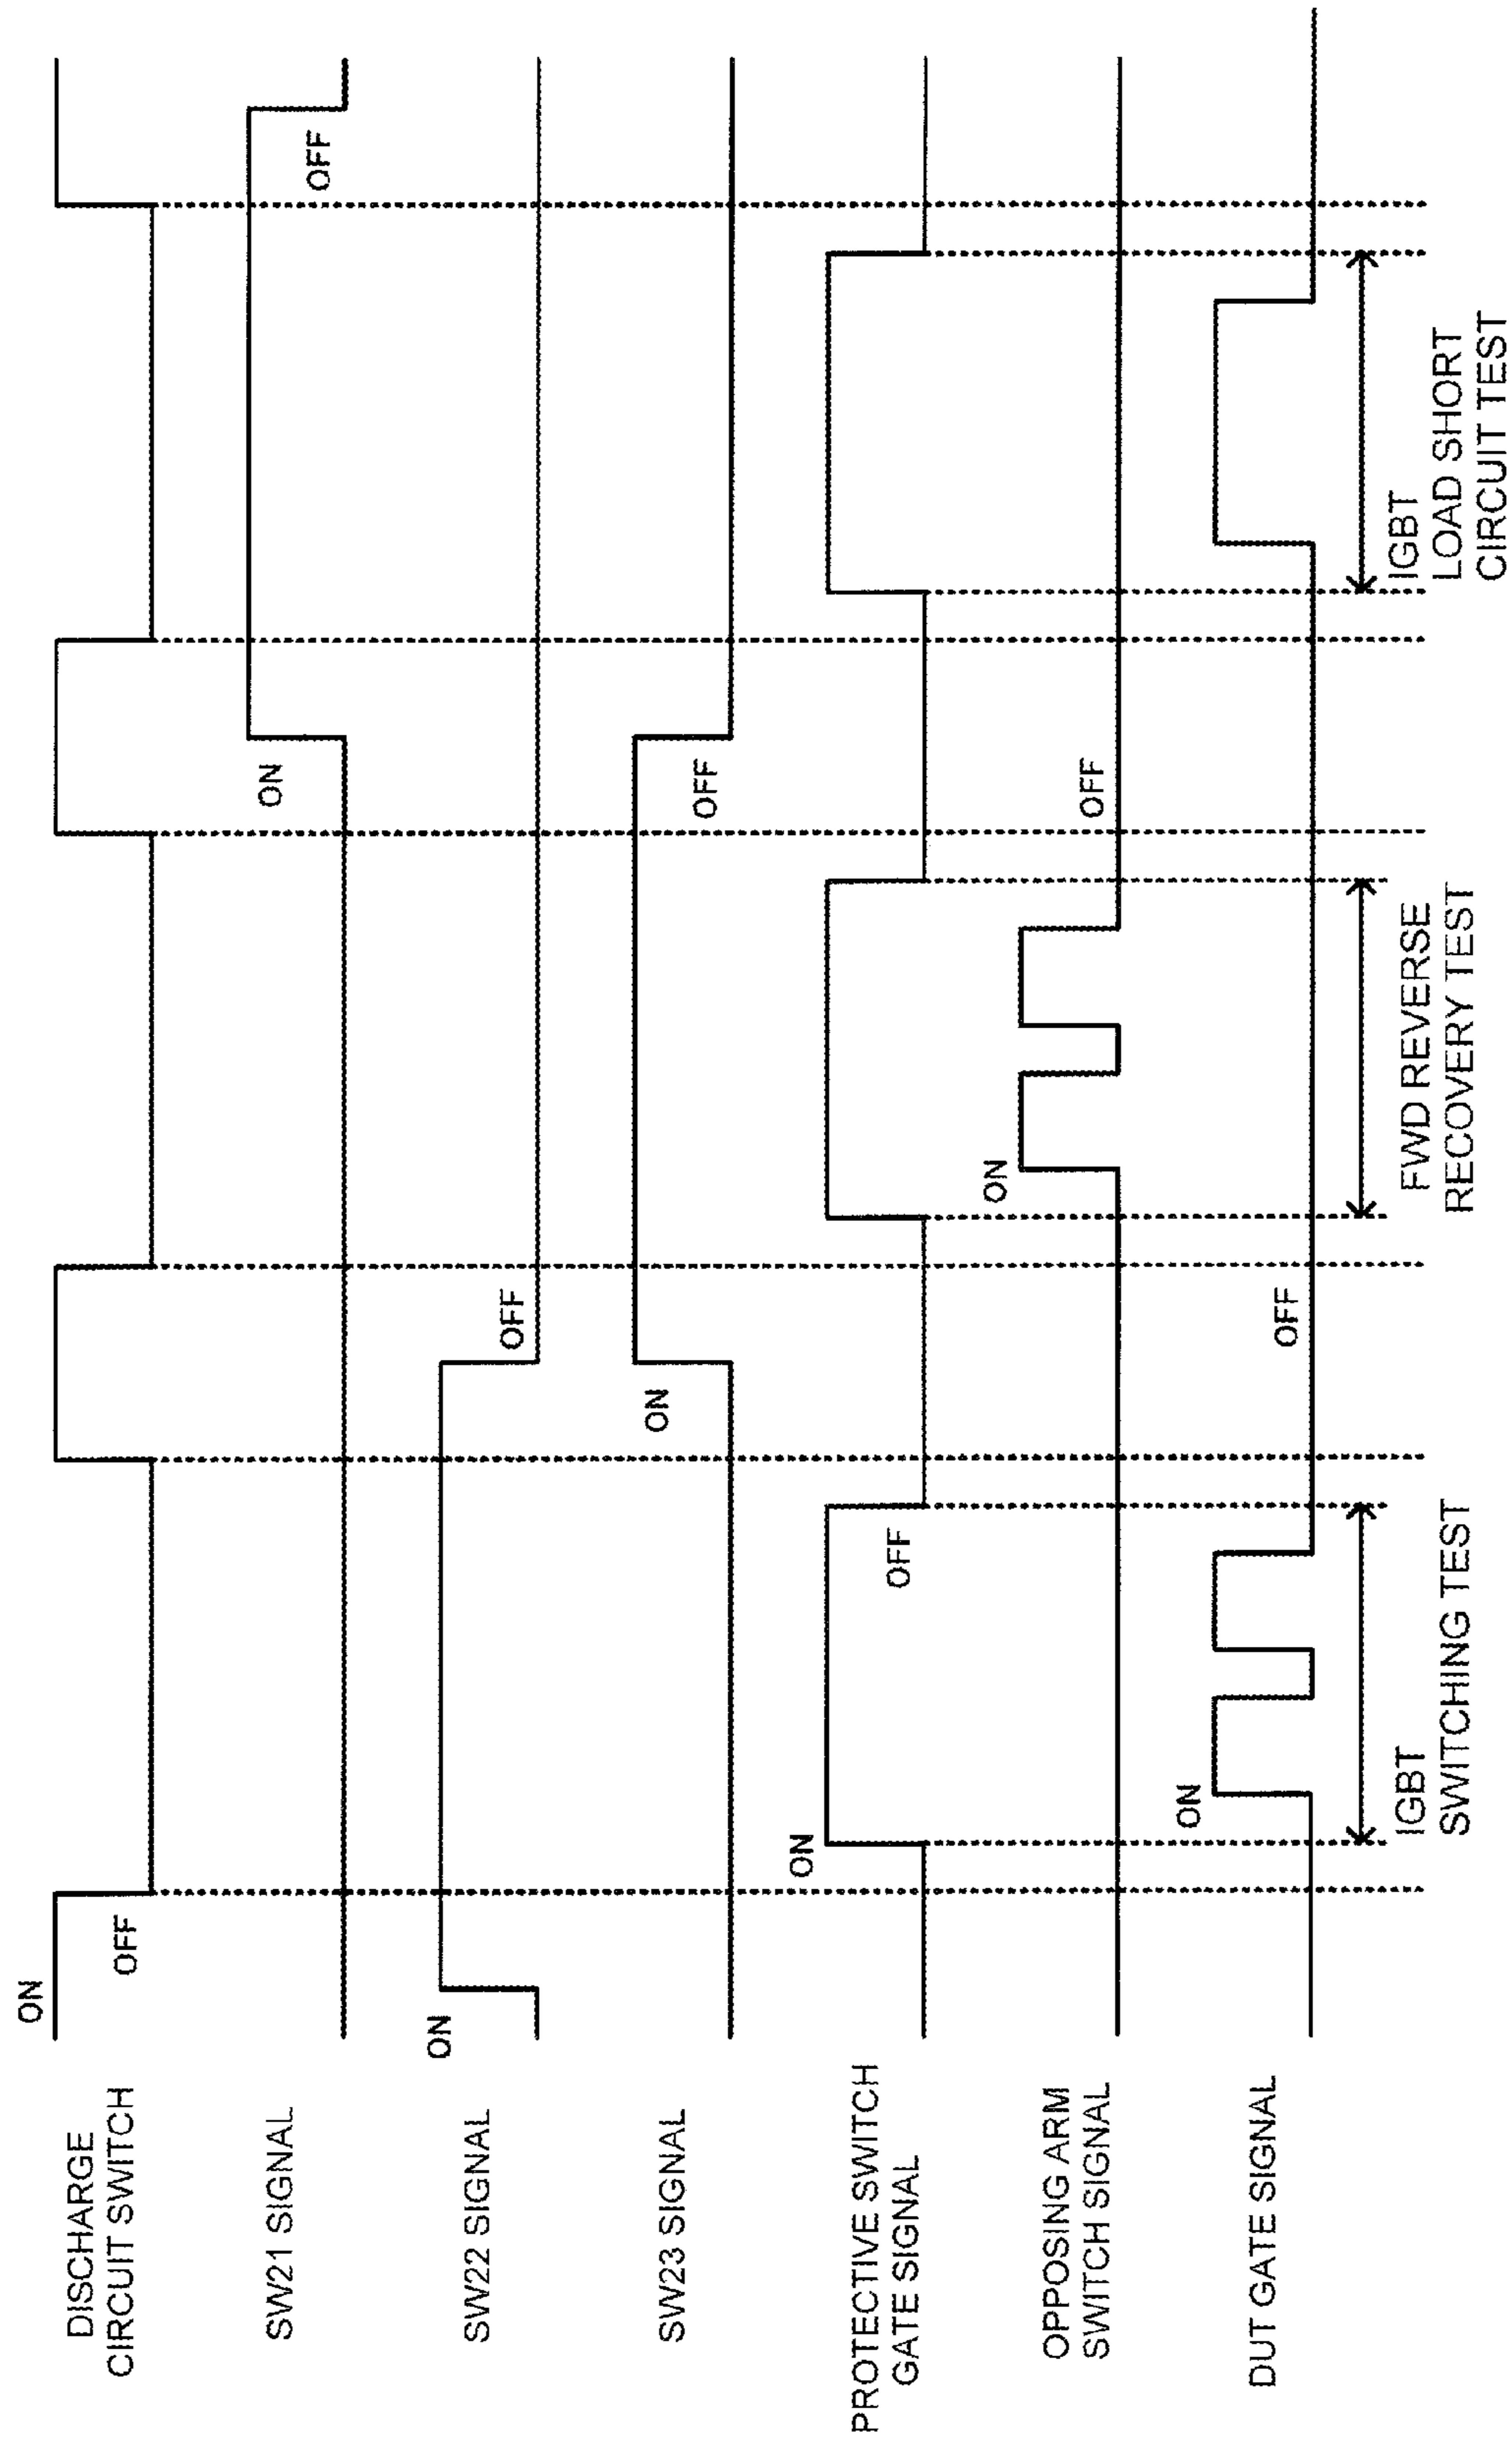 DISCHARGE
CIRCUIT SWITCH
ON
OFF
SW21 SIGNAL
ON
OFF
SW22 SIGNAL
ON
OFF
SW23 SIGNAL
ON
OFF
PROTECTIVE SWITCH
GATE SIGNAL
ON
OFF
OPPOSING ARM
SWITCH SIGNAL
ON
OFF
DUT GATE SIGNAL
ON
OFF
IGBT
SWITCHING TEST
FWD REVERSE
RECOVERY TEST
IGBT
LOAD SHORT
CIRCUIT TEST